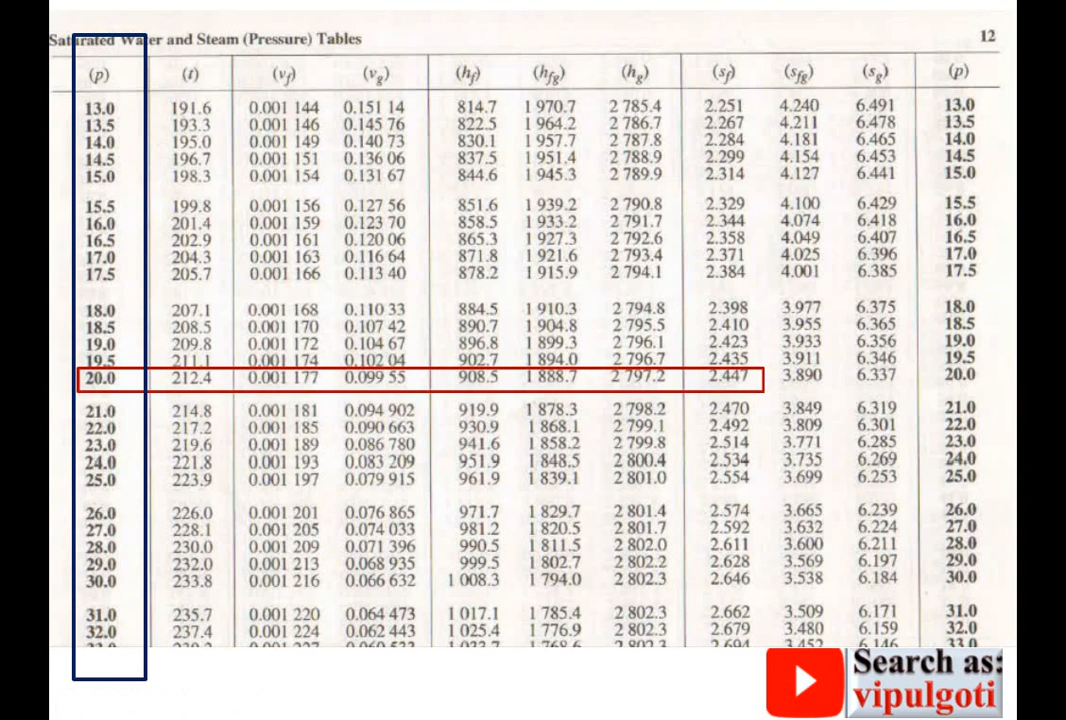 Saturated Water and Steam (Pressure) Tables 12
(p) (t) (vf) (vg) (hf) (hfg) (hg) (sf) (sfg) (sg) (p)
13.0 191.6 0.001 144 0.151 14 814.7 1 970.7 2 785.4 2.251 4.240 6.491 13.0
13.5 193.3 0.001 146 0.145 76 822.5 1 964.2 2 786.7 2.267 4.211 6.478 13.5
14.0 195.0 0.001 149 0.140 73 830.1 1 957.7 2 787.8 2.284 4.181 6.465 14.0
14.5 196.7 0.001 151 0.136 06 837.5 1 951.4 2 788.9 2.299 4.154 6.453 14.5
15.0 198.3 0.001 154 0.131 67 844.6 1 945.3 2 789.9 2.314 4.127 6.441 15.0
15.5 199.8 0.001 156 0.127 56 851.6 1 939.2 2 790.8 2.329 4.100 6.429 15.5
16.0 201.4 0.001 159 0.123 70 858.5 1 933.2 2 791.7 2.344 4.074 6.418 16.0
16.5 202.9 0.001 161 0.120 06 865.3 1 927.3 2 792.6 2.358 4.049 6.407 16.5
17.0 204.3 0.001 163 0.116 64 871.8 1 921.6 2 793.4 2.371 4.025 6.396 17.0
17.5 205.7 0.001 166 0.113 40 878.2 1 915.9 2 794.1 2.384 4.001 6.385 17.5
18.0 207.1 0.001 168 0.110 33 884.5 1 910.3 2 794.8 2.398 3.977 6.375 18.0
18.5 208.5 0.001 170 0.107 42 890.7 1 904.8 2 795.5 2.410 3.955 6.365 18.5
19.0 209.8 0.001 172 0.104 67 896.8 1 899.3 2 796.1 2.423 3.933 6.356 19.0
19.5 211.1 0.001 174 0.102 04 902.7 1 894.0 2 796.7 2.435 3.911 6.346 19.5
20.0 212.4 0.001 177 0.099 55 908.5 1 888.7 2 797.2 2.447 3.890 6.337 20.0
21.0 214.8 0.001 181 0.094 902 919.9 1 878.3 2 798.2 2.470 3.849 6.319 21.0
22.0 217.2 0.001 185 0.090 663 930.9 1 868.1 2 799.1 2.492 3.809 6.301 22.0
23.0 219.6 0.001 189 0.086 780 941.6 1 858.2 2 799.8 2.514 3.771 6.285 23.0
24.0 221.8 0.001 193 0.083 209 951.9 1 848.5 2 800.4 2.534 3.735 6.269 24.0
25.0 223.9 0.001 197 0.079 915 961.9 1 839.1 2 801.0 2.554 3.699 6.253 25.0
26.0 226.0 0.001 201 0.076 865 971.7 1 829.7 2 801.4 2.574 3.665 6.239 26.0
27.0 228.1 0.001 205 0.074 033 981.2 1 820.5 2 801.7 2.592 3.632 6.224 27.0
28.0 230.0 0.001 209 0.071 396 990.5 1 811.5 2 802.0 2.611 3.600 6.211 28.0
29.0 232.0 0.001 213 0.068 935 999.5 1 802.7 2 802.2 2.628 3.569 6.197 29.0
30.0 233.8 0.001 216 0.066 632 1 008.3 1 794.0 2 802.3 2.646 3.538 6.184 30.0
31.0 235.7 0.001 220 0.064 473 1 017.1 1 785.4 2 802.3 2.662 3.509 6.171 31.0
32.0 237.4 0.001 224 0.062 443 1 025.4 1 776.9 2 802.3 2.679 3.480 6.159 32.0
2.694 3.452 6.146 33.0
Search as:
vipulgoti